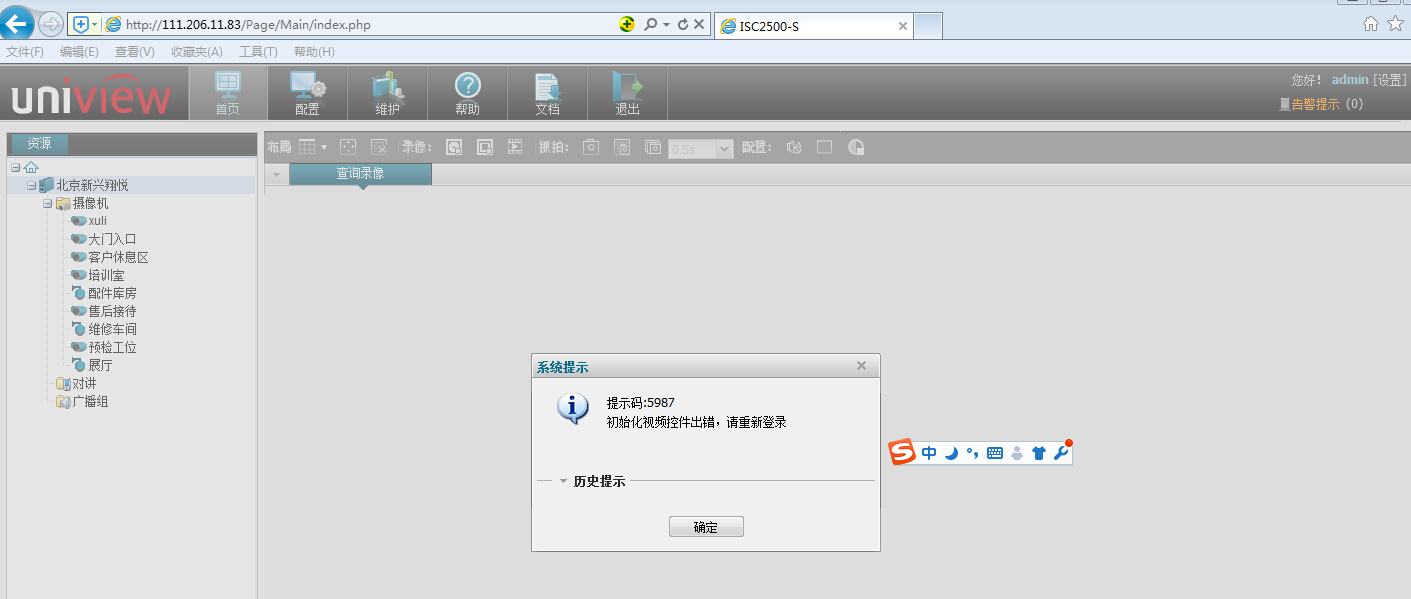 http://111.206.11.83/Page/Main/index.php
ISC2500-S
文件(F) 编辑(E) 查看(V) 收藏夹(A) 工具(T) 帮助(H)
uniview
首页 配置 维护 帮助 文档 退出
您好! admin [设置]
告警提示 (0)
资源
布局 录像: 抓拍: 0.5s 配置:
查询录像
北京新兴翔悦
摄像机
xuli
大门入口
客户休息区
培训室
配件库房
售后接待
维修车间
预检工位
展厅
对讲
广播组
系统提示
提示码:5987
初始化视频控件出错，请重新登录
历史提示
确定
S 中